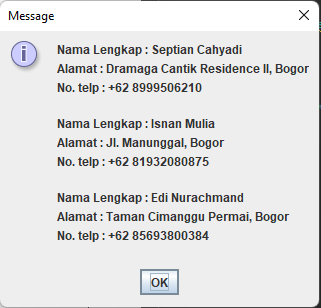 Message
Nama Lengkap : Septian Cahyadi
Alamat : Dramaga Cantik Residence II, Bogor
No. telp : +62 8999506210
Nama Lengkap : Isnan Mulia
Alamat : Jl. Manunggal, Bogor
No. telp : +62 81932080875
Nama Lengkap : Edi Nurachmand
Alamat : Taman Cimanggu Permai, Bogor
No. telp : +62 85693800384
OK